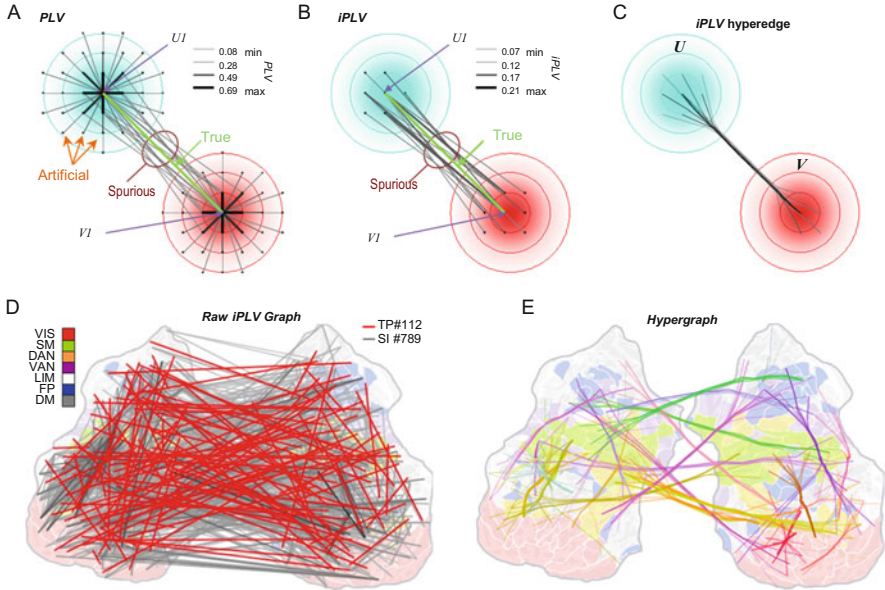 A
PLV
U1
0.08 min
0.28
0.49
0.69 max
PLV
True
Artificial
Spurious
V1
B
iPLV
U1
0.07 min
0.12
0.17
0.21 max
iPLV
True
Spurious
V1
C
iPLV hyperedge
U
V
D
Raw iPLV Graph
VIS
SM
DAN
VAN
LIM
FP
DM
TP#112
SI #789
E
Hypergraph